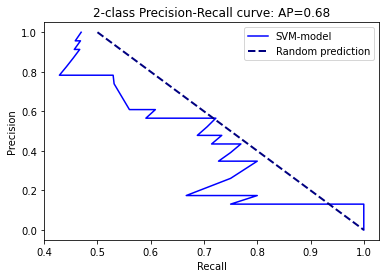 2-class Precision-Recall curve: AP=0.68
SVM-model
Random prediction
1.0
0.8
0.6
0.4
0.2
0.0
Precision
0.4 0.5 0.6 0.7 0.8 0.9 1.0
Recall